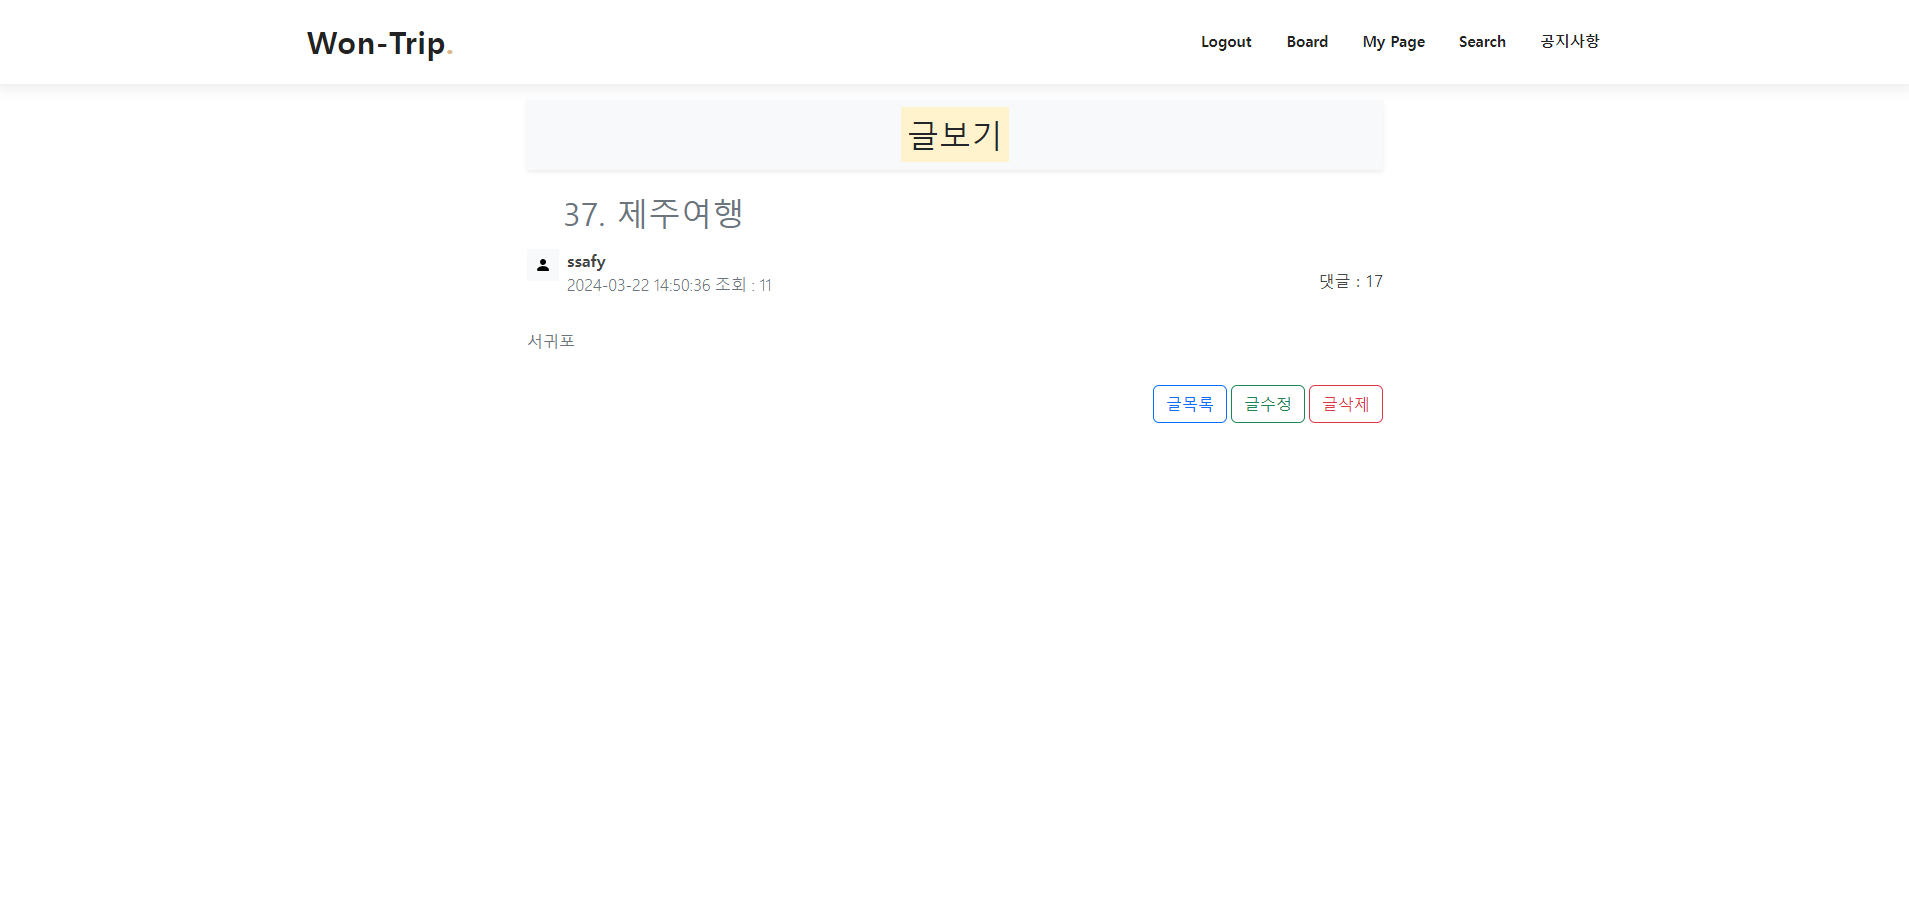 Won-Trip.
Logout Board My Page Search 공지사항
글보기
37. 제주여행
ssafy
2024-03-22 14:50:36 조회 : 11
댓글 : 17
서귀포
글목록 글수정 글삭제